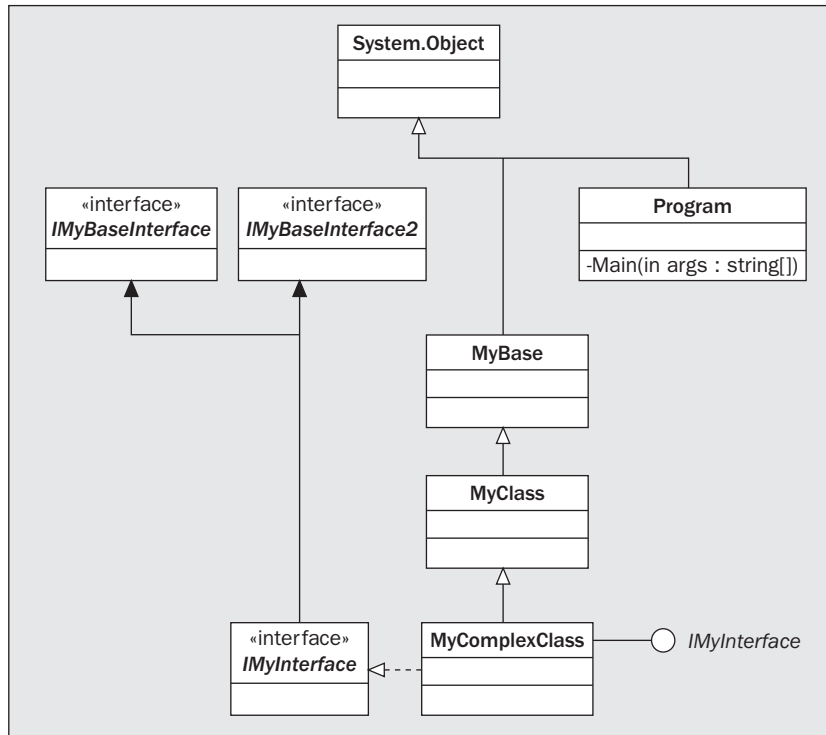 System.Object
«interface»
IMyBaseInterface
«interface»
IMyBaseInterface2
Program
-Main(in args : string[])
MyBase
MyClass
«interface»
IMyInterface
MyComplexClass
IMyInterface